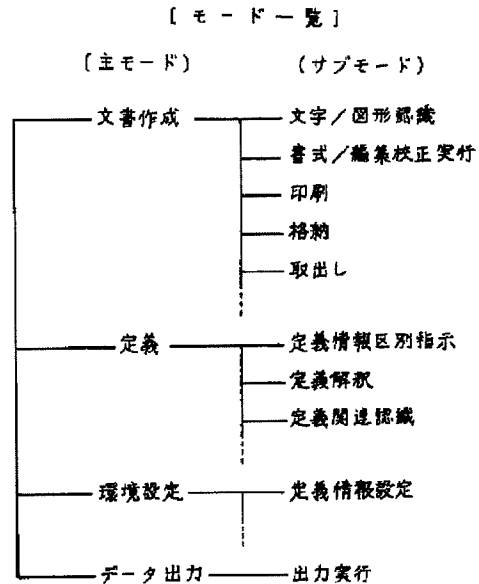 ［モード一覧］
〔主モード〕 （サブモード）
文書作成 文字／図形認識
書式／編集校正実行
印刷
格納
取出し
定義 定義情報区別指示
定義解釈
定義関連認識
環境設定 定義情報設定
データ出力 出力実行